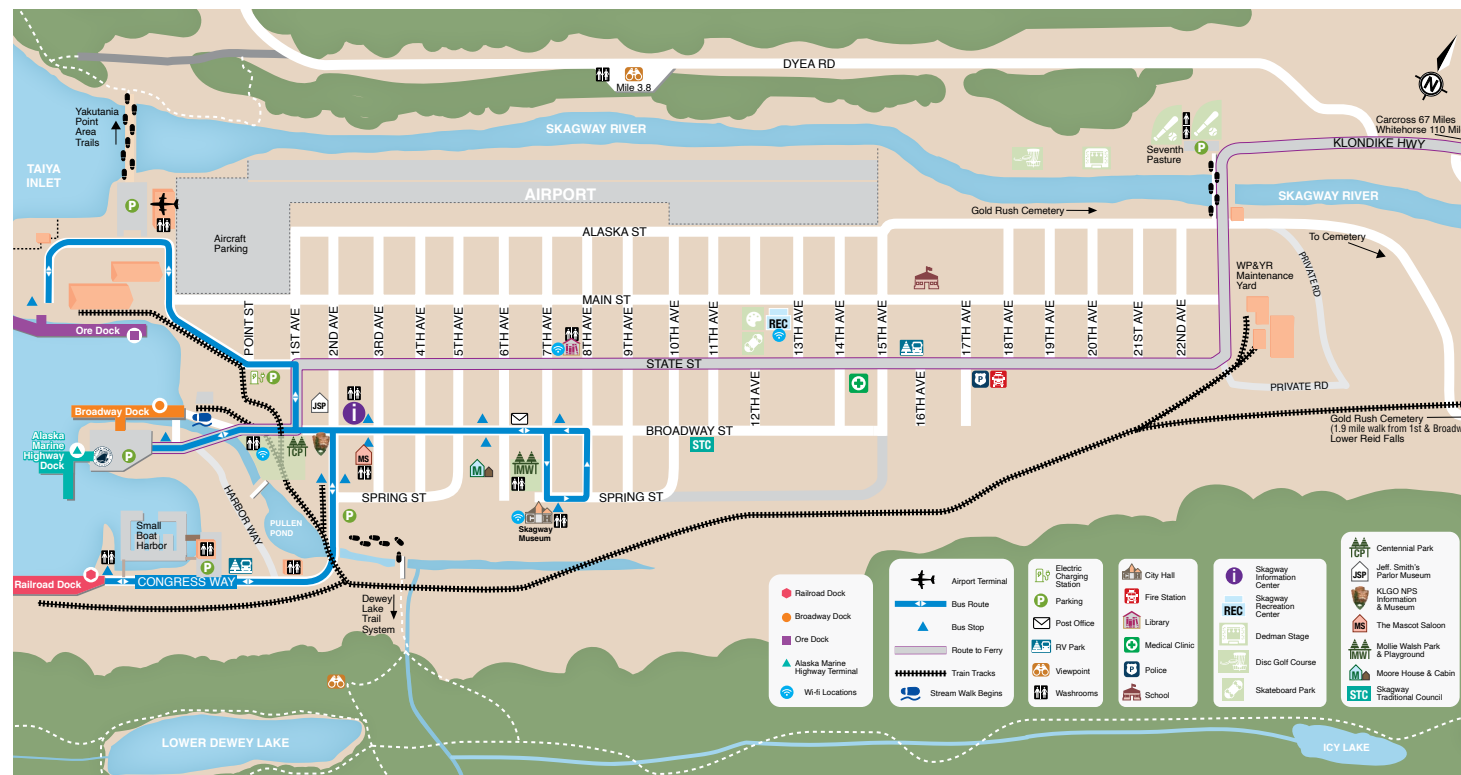 DYEA RD
Mile 3.8
N
Carcross 67 Miles
Whitehorse 110 Mil
KLONDIKE HWY
Yakutania
Point
Area
Trails
SKAGWAY RIVER
Seventh
Pasture
P
TAIYA
INLET
AIRPORT
SKAGWAY RIVER
P
Gold Rush Cemetery
Aircraft
Parking
ALASKA ST
To Cemetery
PRIVATE RD
WP&YR
Maintenance
Yard
MAIN ST
Ore Dock
POINT ST
1ST AVE
2ND AVE
3RD AVE
4TH AVE
5TH AVE
6TH AVE
7TH AVE
8TH AVE
9TH AVE
10TH AVE
11TH AVE
REC
13TH AVE
14TH AVE
15TH AVE
17TH AVE
18TH AVE
19TH AVE
20TH AVE
21ST AVE
22ND AVE
STATE ST
P
P
JSP
i
12TH AVE
16TH AVE
P
PRIVATE RD
Broadway Dock
Gold Rush Cemetery
(1.9 mile walk from 1st & Broadw
Lower Reid Falls
BROADWAY ST
STC
Alaska
Marine
Highway
Dock
P
TCPT
MS
M
MWT
SPRING ST
SPRING ST
CH
Skagway
Museum
HARBOR WAY
PULLEN
POND
P
Small
Boat
Harbor
P
Railroad Dock
CONGRESS WAY
Dewey
Lake
Trail
System
LOWER DEWEY LAKE
ICY LAKE
Railroad Dock
Broadway Dock
Ore Dock
Alaska Marine
Highway Terminal
Wi-fi Locations
Airport Terminal
Bus Route
Bus Stop
Route to Ferry
Train Tracks
Stream Walk Begins
P
Electric
Charging
Station
P
Parking
Post Office
RV Park
Viewpoint
Washrooms
CH
City Hall
Fire Station
Library
Medical Clinic
P
Police
School
i
Skagway
Information
Center
REC
Skagway
Recreation
Center
Dedman Stage
Disc Golf Course
Skateboard Park
TCPT
Centennial Park
JSP
Jeff. Smith's
Parlor Museum
KLGO NPS
Information
& Museum
MS
The Mascot Saloon
MWT
Mollie Walsh Park
& Playground
M
Moore House & Cabin
STC
Skagway
Traditional Council